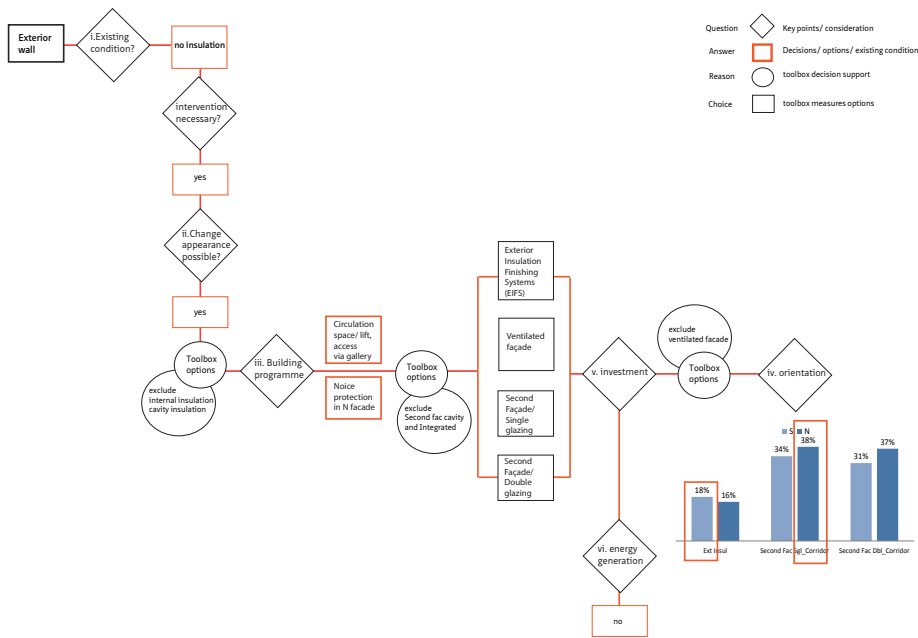 Exterior
wall
i.Existing
condition?
no insulation
intervention
necessary?
yes
ii.Change
appearance
possible?
yes
Toolbox
options
exclude
internal insulation
cavity insulation
iii. Building
programme
Circulation
space/ lift,
access
via gallery
Noice
protection
in N facade
Toolbox
options
exclude
Second fac cavity
and Integrated
Exterior
Insulation
Finishing
Systems
(EIFS)
Ventilated
façade
Second
Façade/
Single
glazing
Second
Façade/
Double
glazing
v. investment
vi. energy
generation
no
exclude
ventilated facade
Toolbox
options
iv. orientation
S N
18%
16%
34%
38%
31%
37%
Ext Insul
Second Fac Sgl_Corridor
Second Fac Dbl_Corridor
Question
Key points/ consideration
Answer
Decisions/ options/ existing condition
Reason
toolbox decision support
Choice
toolbox measures options